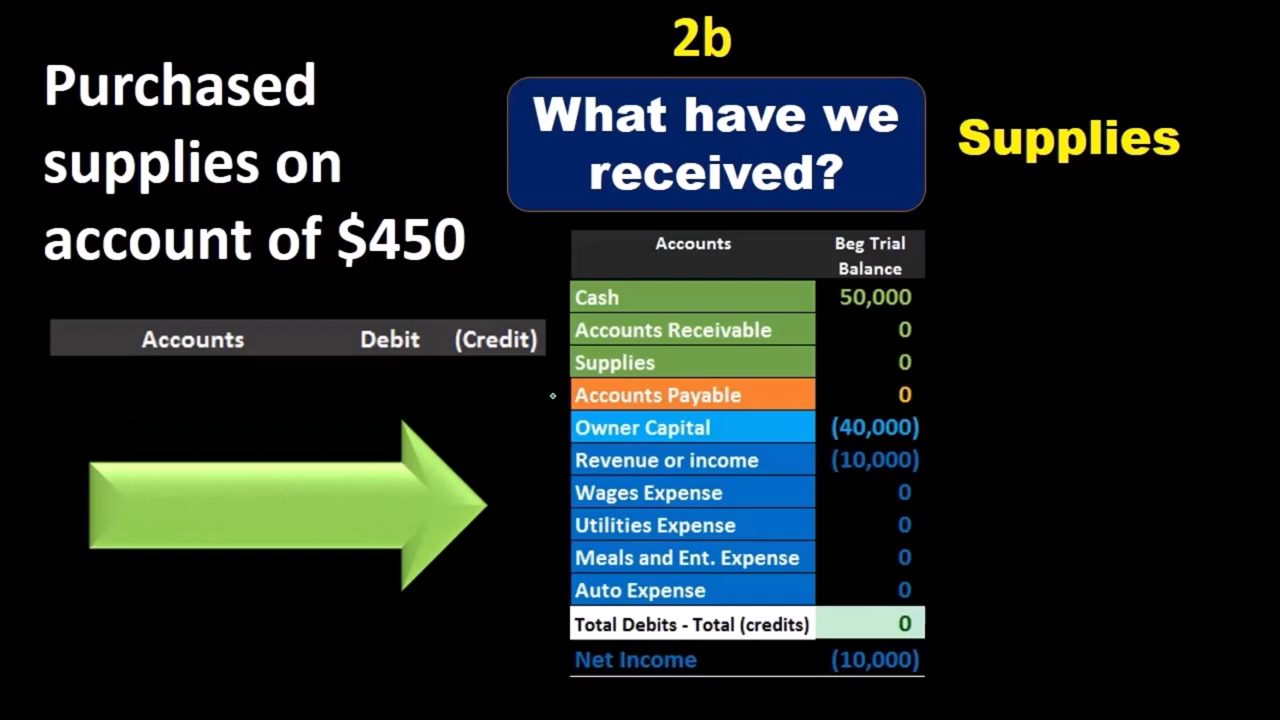 2b
Purchased
supplies on
account of $450
What have we
received?
Supplies
Accounts Debit (Credit)
Accounts Beg Trial
Balance
Cash 50,000
Accounts Receivable 0
Supplies 0
Accounts Payable 0
Owner Capital (40,000)
Revenue or income (10,000)
Wages Expense 0
Utilities Expense 0
Meals and Ent. Expense 0
Auto Expense 0
Total Debits - Total (credits) 0
Net Income (10,000)